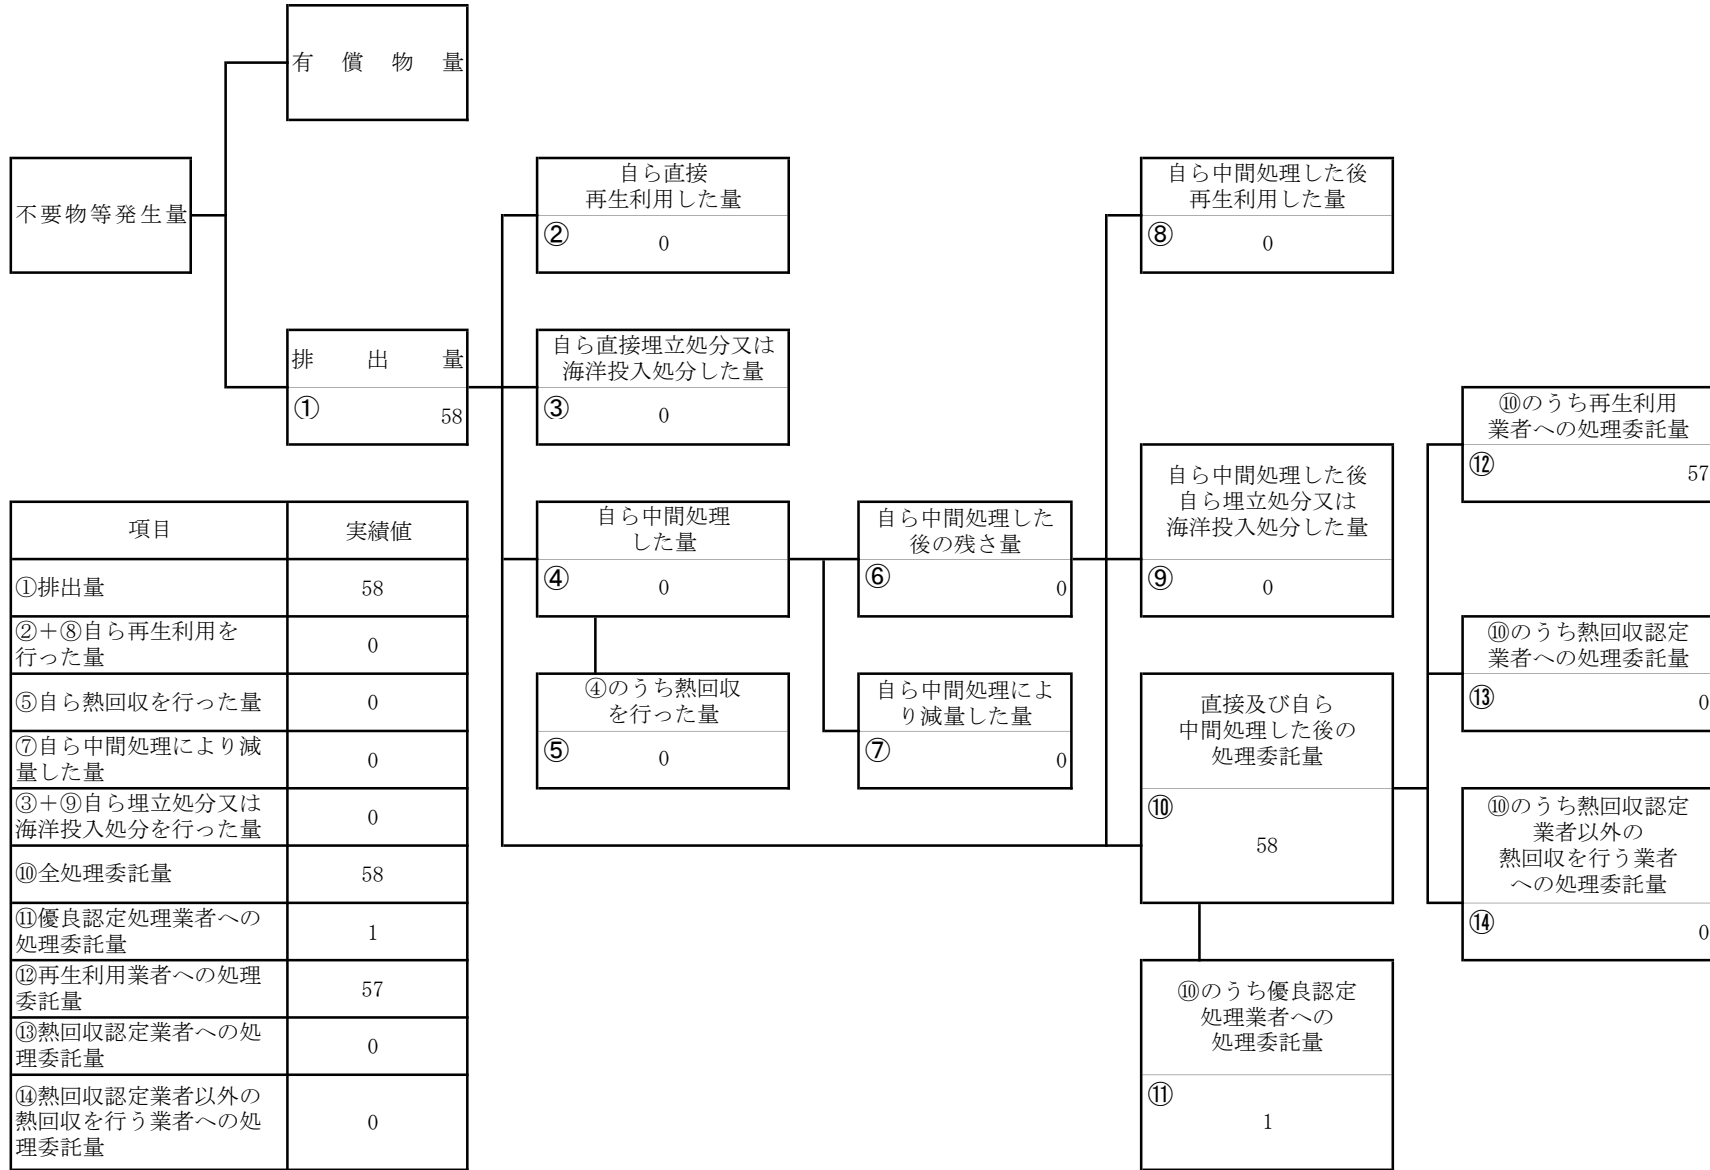 有償物量
不要物等発生量
排出量
① 58
自ら直接
再生利用した量
② 0
自ら直接埋立処分又は
海洋投入処分した量
③ 0
自ら中間処理
した量
④ 0
④のうち熱回収
を行った量
⑤ 0
自ら中間処理した
後の残さ量
⑥ 0
自ら中間処理によ
り減量した量
⑦ 0
自ら中間処理した後
再生利用した量
⑧ 0
自ら中間処理した後
自ら埋立処分又は
海洋投入処分した量
⑨ 0
直接及び自ら
中間処理した後の
処理委託量
⑩
58
⑩のうち優良認定
処理業者への
処理委託量
⑪
1
⑩のうち再生利用
業者への処理委託量
⑫ 57
⑩のうち熱回収認定
業者への処理委託量
⑬ 0
⑩のうち熱回収認定
業者以外の
熱回収を行う業者
への処理委託量
⑭ 0
項目 実績値
①排出量 58
②+⑧自ら再生利用を
行った量 0
⑤自ら熱回収を行った量 0
⑦自ら中間処理により減
量した量 0
③+⑨自ら埋立処分又は
海洋投入処分を行った量 0
⑩全処理委託量 58
⑪優良認定処理業者への
処理委託量 1
⑫再生利用業者への処理
委託量 57
⑬熱回収認定業者への処
理委託量 0
⑭熱回収認定業者以外の
熱回収を行う業者への処
理委託量 0